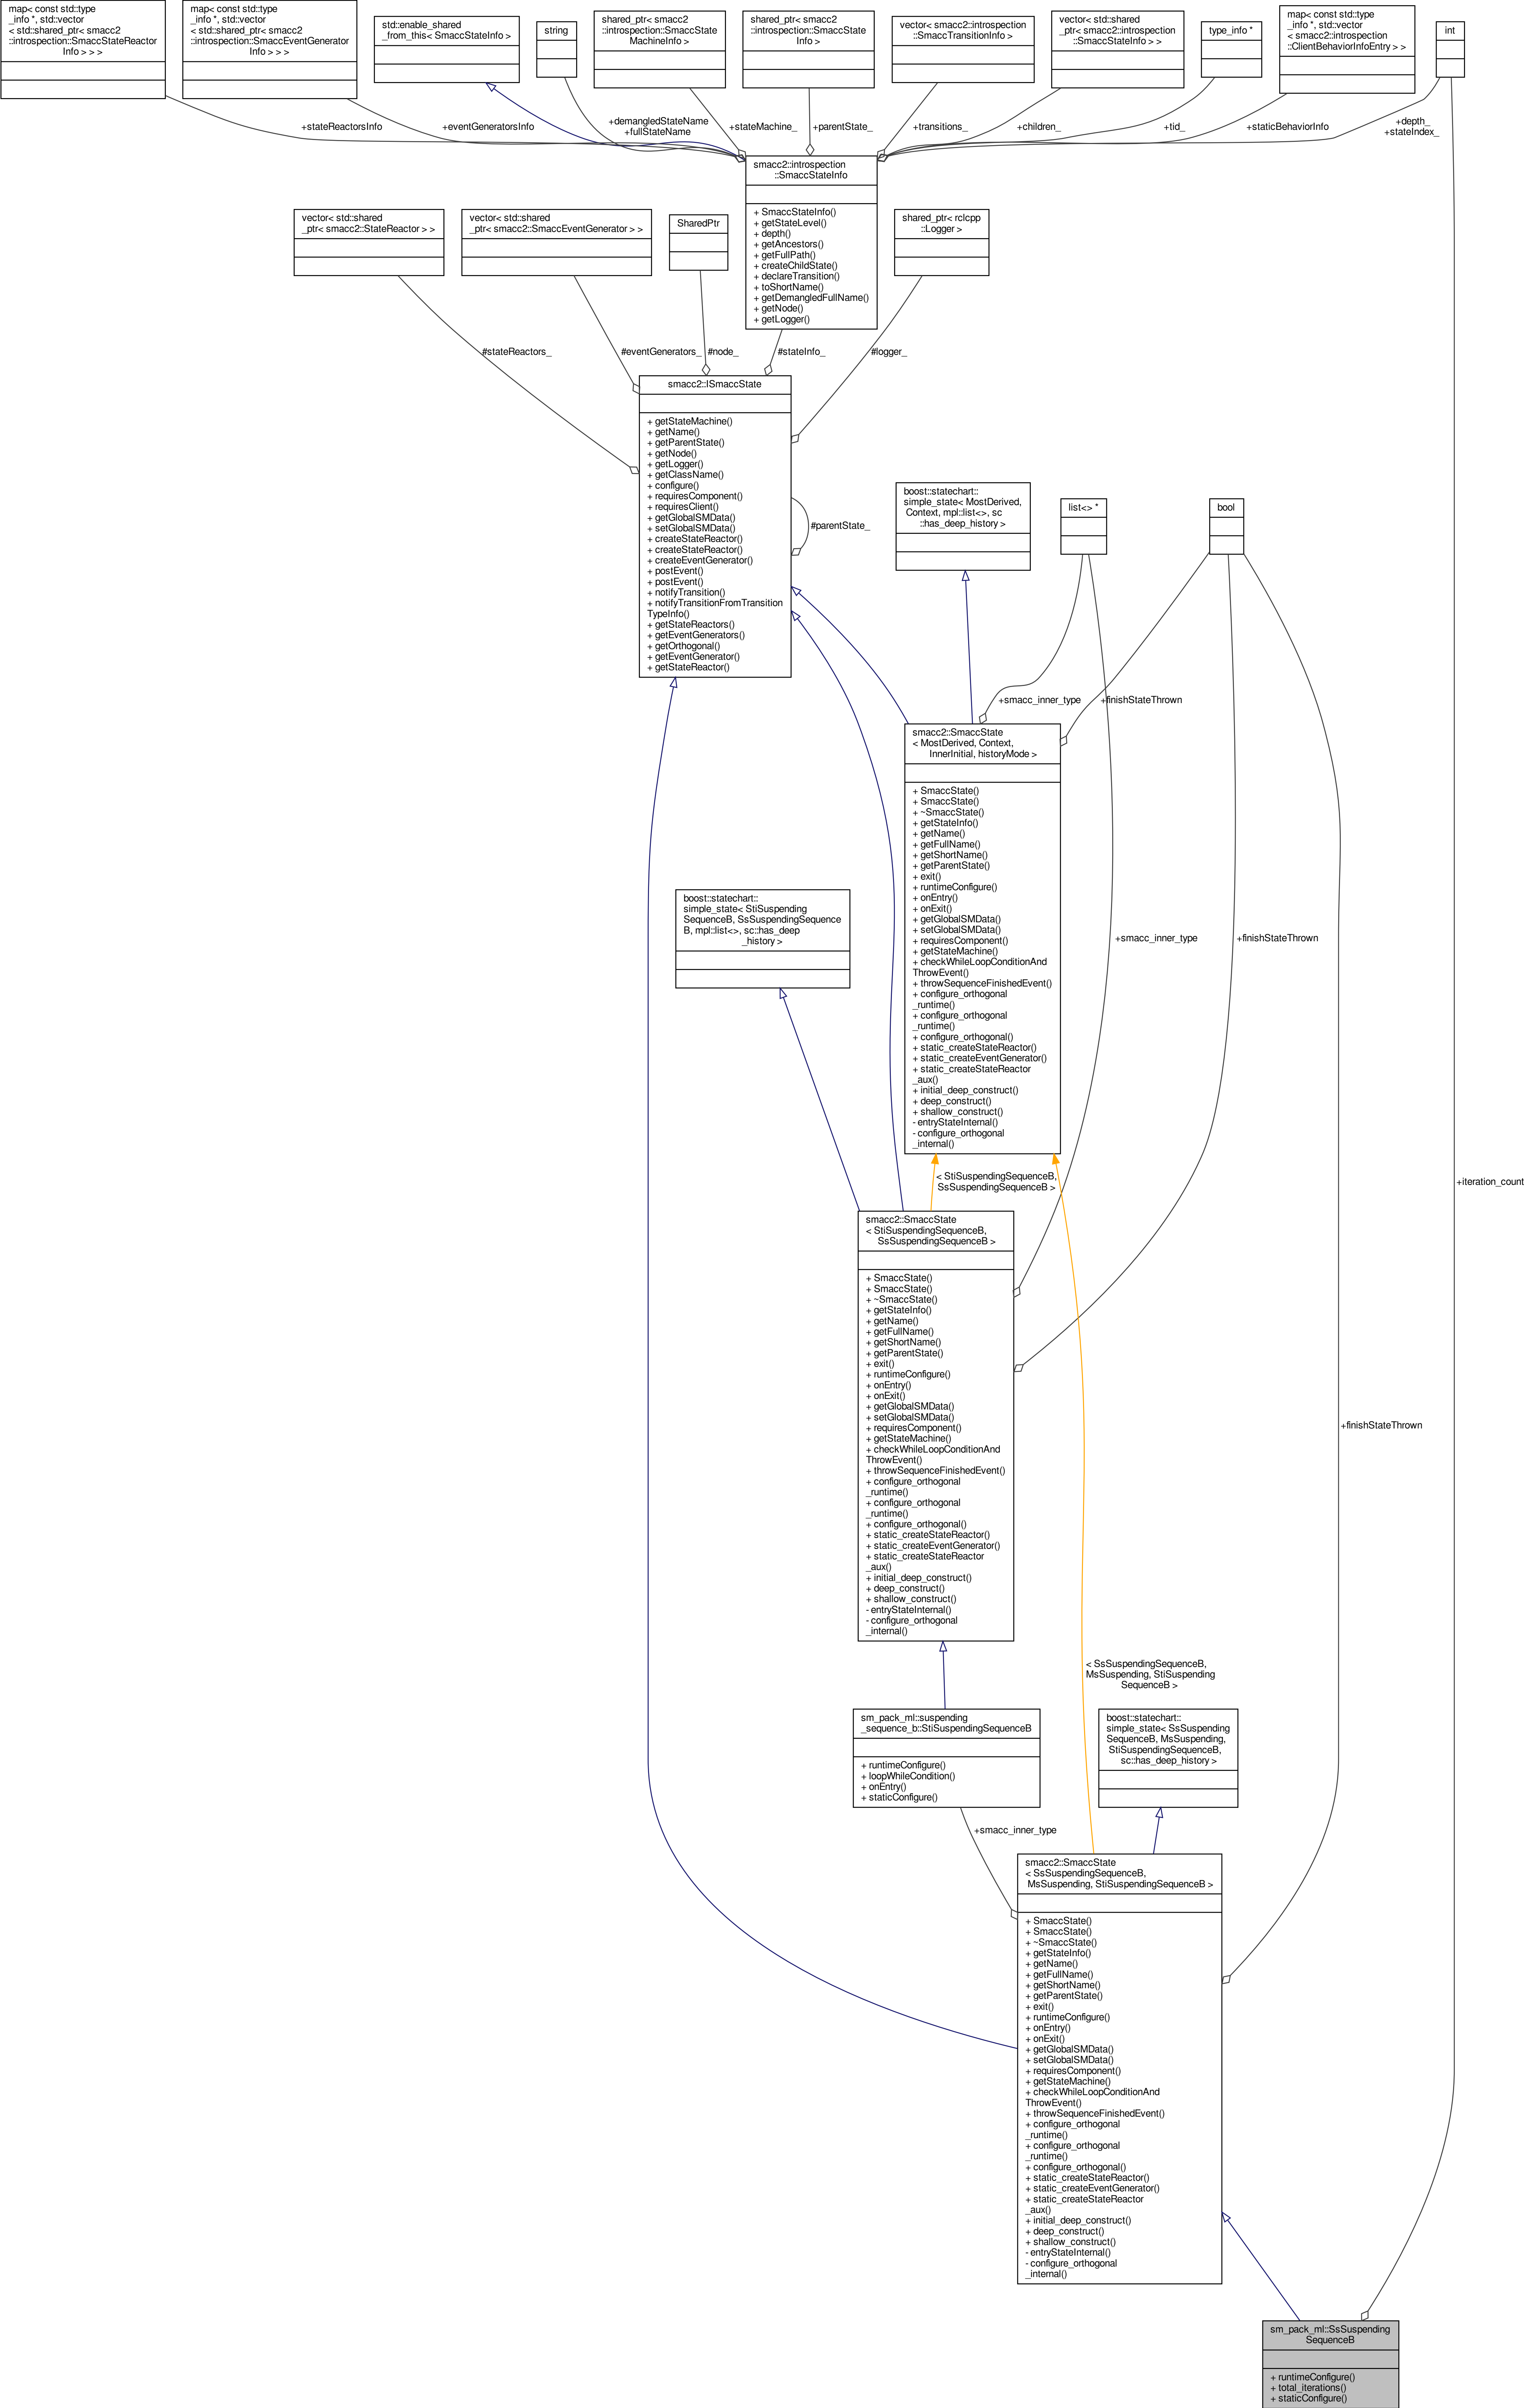 map< const std::type
_info *, std::vector
< std::shared_ptr< smacc2
::introspection::SmaccStateReactor
Info > > >
map< const std::type
_info *, std::vector
< std::shared_ptr< smacc2
::introspection::SmaccEventGenerator
Info > > >
std::enable_shared
_from_this< SmaccStateInfo >
string
shared_ptr< smacc2
::introspection::SmaccState
MachineInfo >
shared_ptr< smacc2
::introspection::SmaccState
Info >
vector< smacc2::introspection
::SmaccTransitionInfo >
vector< std::shared
_ptr< smacc2::introspection
::SmaccStateInfo > >
type_info *
map< const std::type
_info *, std::vector
< smacc2::introspection
::ClientBehaviorInfoEntry > >
int
+stateReactorsInfo
+eventGeneratorsInfo
+demangledStateName
+fullStateName
+stateMachine_
+parentState_
+transitions_
+children_
+tid_
+staticBehaviorInfo
+depth_
+stateIndex_
smacc2::introspection
::SmaccStateInfo
+ SmaccStateInfo()
+ getStateLevel()
+ depth()
+ getAncestors()
+ getFullPath()
+ createChildState()
+ declareTransition()
+ toShortName()
+ getDemangledFullName()
+ getNode()
+ getLogger()
vector< std::shared
_ptr< smacc2::StateReactor > >
vector< std::shared
_ptr< smacc2::SmaccEventGenerator > >
SharedPtr
shared_ptr< rclcpp
::Logger >
#stateReactors_
#eventGenerators_
#node_
#stateInfo_
#logger_
smacc2::ISmaccState
+ getStateMachine()
+ getName()
+ getParentState()
+ getNode()
+ getLogger()
+ getClassName()
+ configure()
+ requiresComponent()
+ requiresClient()
+ getGlobalSMData()
+ setGlobalSMData()
+ createStateReactor()
+ createStateReactor()
+ createEventGenerator()
+ postEvent()
+ postEvent()
+ notifyTransition()
+ notifyTransitionFromTransition
TypeInfo()
+ getStateReactors()
+ getEventGenerators()
+ getOrthogonal()
+ getEventGenerator()
+ getStateReactor()
#parentState_
boost::statechart::
simple_state< MostDerived,
Context, mpl::list<>, sc
::has_deep_history >
list<> *
bool
+smacc_inner_type
+finishStateThrown
smacc2::SmaccState
< MostDerived, Context,
InnerInitial, historyMode >
+ SmaccState()
+ SmaccState()
+ ~SmaccState()
+ getStateInfo()
+ getName()
+ getFullName()
+ getShortName()
+ getParentState()
+ exit()
+ runtimeConfigure()
+ onEntry()
+ onExit()
+ getGlobalSMData()
+ setGlobalSMData()
+ requiresComponent()
+ getStateMachine()
+ checkWhileLoopConditionAnd
ThrowEvent()
+ throwSequenceFinishedEvent()
+ configure_orthogonal
_runtime()
+ configure_orthogonal
_runtime()
+ configure_orthogonal()
+ static_createStateReactor()
+ static_createEventGenerator()
+ static_createStateReactor
_aux()
+ initial_deep_construct()
+ deep_construct()
+ shallow_construct()
- entryStateInternal()
- configure_orthogonal
_internal()
boost::statechart::
simple_state< StiSuspending
SequenceB, SsSuspendingSequence
B, mpl::list<>, sc::has_deep
_history >
+smacc_inner_type
+finishStateThrown
< StiSuspendingSequenceB,
SsSuspendingSequenceB >
+iteration_count
smacc2::SmaccState
< StiSuspendingSequenceB,
SsSuspendingSequenceB >
+ SmaccState()
+ SmaccState()
+ ~SmaccState()
+ getStateInfo()
+ getName()
+ getFullName()
+ getShortName()
+ getParentState()
+ exit()
+ runtimeConfigure()
+ onEntry()
+ onExit()
+ getGlobalSMData()
+ setGlobalSMData()
+ requiresComponent()
+ getStateMachine()
+ checkWhileLoopConditionAnd
ThrowEvent()
+ throwSequenceFinishedEvent()
+ configure_orthogonal
_runtime()
+ configure_orthogonal
_runtime()
+ configure_orthogonal()
+ static_createStateReactor()
+ static_createEventGenerator()
+ static_createStateReactor
_aux()
+ initial_deep_construct()
+ deep_construct()
+ shallow_construct()
- entryStateInternal()
- configure_orthogonal
_internal()
+finishStateThrown
< SsSuspendingSequenceB,
MsSuspending, StiSuspending
SequenceB >
sm_pack_ml::suspending
_sequence_b::StiSuspendingSequenceB
+ runtimeConfigure()
+ loopWhileCondition()
+ onEntry()
+ staticConfigure()
boost::statechart::
simple_state< SsSuspending
SequenceB, MsSuspending,
StiSuspendingSequenceB,
sc::has_deep_history >
+smacc_inner_type
smacc2::SmaccState
< SsSuspendingSequenceB,
MsSuspending, StiSuspendingSequenceB >
+ SmaccState()
+ SmaccState()
+ ~SmaccState()
+ getStateInfo()
+ getName()
+ getFullName()
+ getShortName()
+ getParentState()
+ exit()
+ runtimeConfigure()
+ onEntry()
+ onExit()
+ getGlobalSMData()
+ setGlobalSMData()
+ requiresComponent()
+ getStateMachine()
+ checkWhileLoopConditionAnd
ThrowEvent()
+ throwSequenceFinishedEvent()
+ configure_orthogonal
_runtime()
+ configure_orthogonal
_runtime()
+ configure_orthogonal()
+ static_createStateReactor()
+ static_createEventGenerator()
+ static_createStateReactor
_aux()
+ initial_deep_construct()
+ deep_construct()
+ shallow_construct()
- entryStateInternal()
- configure_orthogonal
_internal()
sm_pack_ml::SsSuspending
SequenceB
+ runtimeConfigure()
+ total_iterations()
+ staticConfigure()